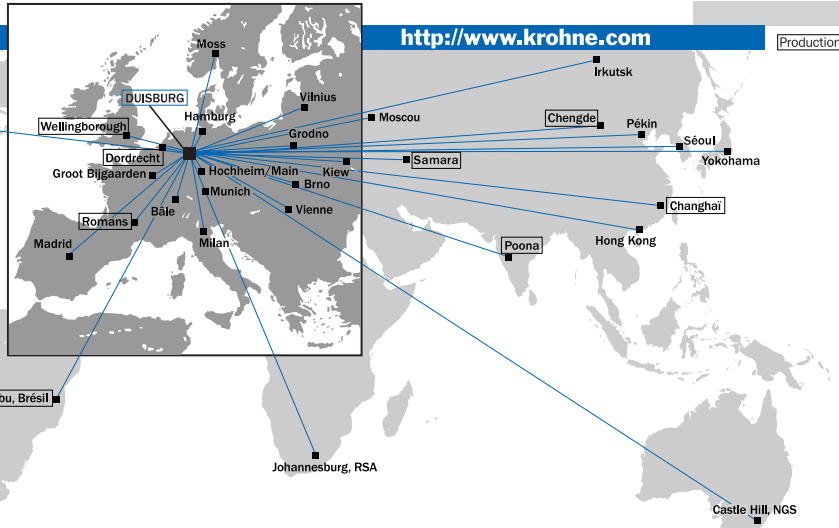 http://www.krohne.com
Production
Moss
Irkutsk
DUISBURG
Vilnius
Hamburg
Moscou
Chengde
Pékin
Wellingborough
Grodno
Séoul
Dordrecht
Samara
Yokohama
Groot Bijgaarden
Hochheim/Main
Kiew
Munich
Brno
Bâle
Vienne
Changhaï
Romans
Madrid
Milan
Poona
Hong Kong
bu, Brésil
Johannesburg, RSA
Castle Hill, NGS